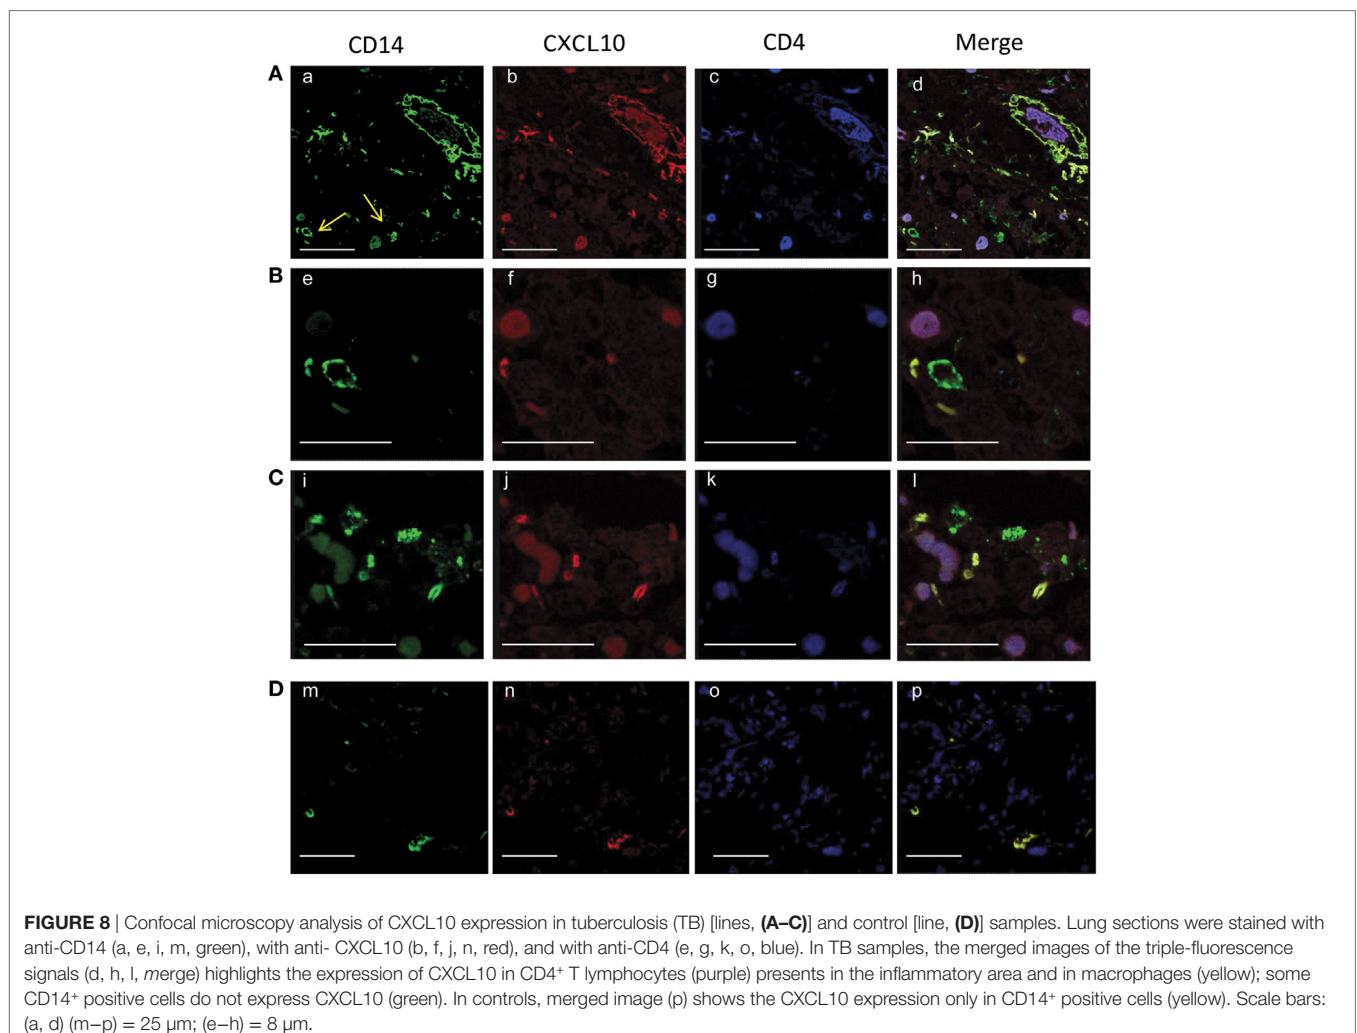 CD14 CXCL10 CD4 Merge
A a b c d
B e f g h
C i j k l
D m n o p
FIGURE 8 | Confocal microscopy analysis of CXCL10 expression in tuberculosis (TB) [lines, (A–C)] and control [line, (D)] samples. Lung sections were stained with
anti-CD14 (a, e, i, m, green), with anti- CXCL10 (b, f, j, n, red), and with anti-CD4 (e, g, k, o, blue). In TB samples, the merged images of the triple-fluorescence
signals (d, h, l, merge) highlights the expression of CXCL10 in CD4⁺ T lymphocytes (purple) presents in the inflammatory area and in macrophages (yellow); some
CD14⁺ positive cells do not express CXCL10 (green). In controls, merged image (p) shows the CXCL10 expression only in CD14⁺ positive cells (yellow). Scale bars:
(a, d) (m–p) = 25 µm; (e–h) = 8 µm.